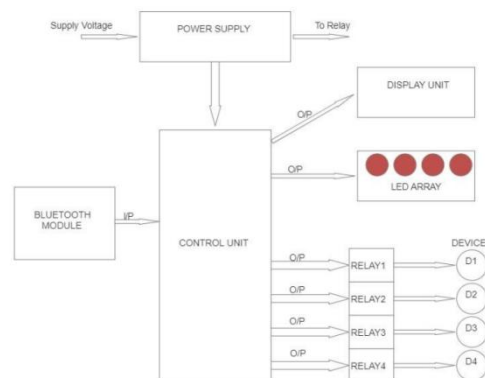 Supply Voltage
POWER SUPPLY
To Relay
DISPLAY UNIT
O/P
O/P
LED ARRAY
BLUETOOTH
MODULE
I/P
CONTROL UNIT
DEVICE
O/P
RELAY1
D1
O/P
RELAY2
D2
O/P
RELAY3
D3
O/P
RELAY4
D4